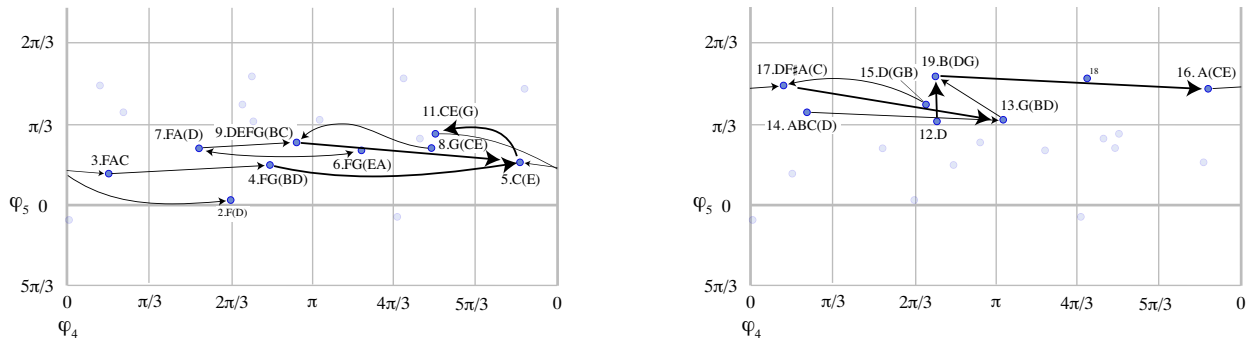 2π/3
11.CE(G)
π/3
7.FA(D)
9.DEFG(BC)
8.G(CE)
3.FAC
6.FG(EA)
4.FG(BD)
5.C(E)
φ5
0
2.F(D)
5π/3
0
π/3
2π/3
π
4π/3
5π/3
0
φ4
2π/3
19.B(DG)
17.DF♯A(C)
15.D(GB)
18
16. A(CE)
13.G(BD)
π/3
14. ABC(D)
12.D
φ5
0
5π/3
0
π/3
2π/3
π
4π/3
5π/3
0
φ4